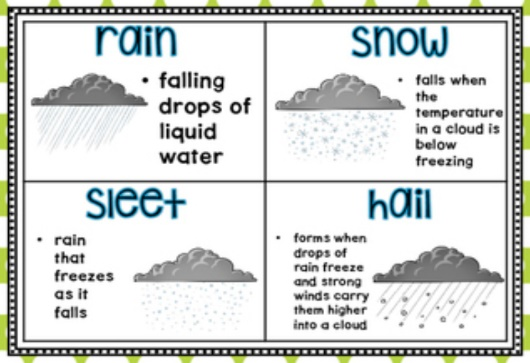 rain
• falling
drops of
liquid
water
snow
• falls when
the
temperature
in a cloud is
below
freezing
sleet
• rain
that
freezes
as it
falls
hail
• forms when
drops of
rain freeze
and strong
winds carry
them higher
into a cloud